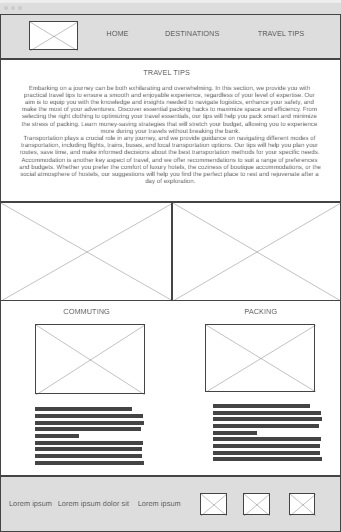 HOME DESTINATIONS TRAVEL TIPS
TRAVEL TIPS
Embarking on a journey can be both exhilarating and overwhelming. In this section, we provide you with
practical travel tips to ensure a smooth and enjoyable experience, regardless of your level of expertise. Our
aim is to equip you with the knowledge and insights needed to navigate logistics, enhance your safety, and
make the most of your adventures. Discover essential packing hacks to maximize space and efficiency. From
selecting the right clothing to optimizing your travel essentials, our tips will help you pack smart and minimize
the stress of packing. Learn money-saving strategies that will stretch your budget, allowing you to experience
more during your travels without breaking the bank.
Transportation plays a crucial role in any journey, and we provide guidance on navigating different modes of
transportation, including flights, trains, buses, and local transportation options. Our tips will help you plan your
routes, save time, and make informed decisions about the best transportation methods for your specific needs.
Accommodation is another key aspect of travel, and we offer recommendations to suit a range of preferences
and budgets. Whether you prefer the comfort of luxury hotels, the coziness of boutique accommodations, or the
social atmosphere of hostels, our suggestions will help you find the perfect place to rest and rejuvenate after a
day of exploration.
COMMUTING PACKING
Lorem ipsum Lorem ipsum dolor sit Lorem ipsum